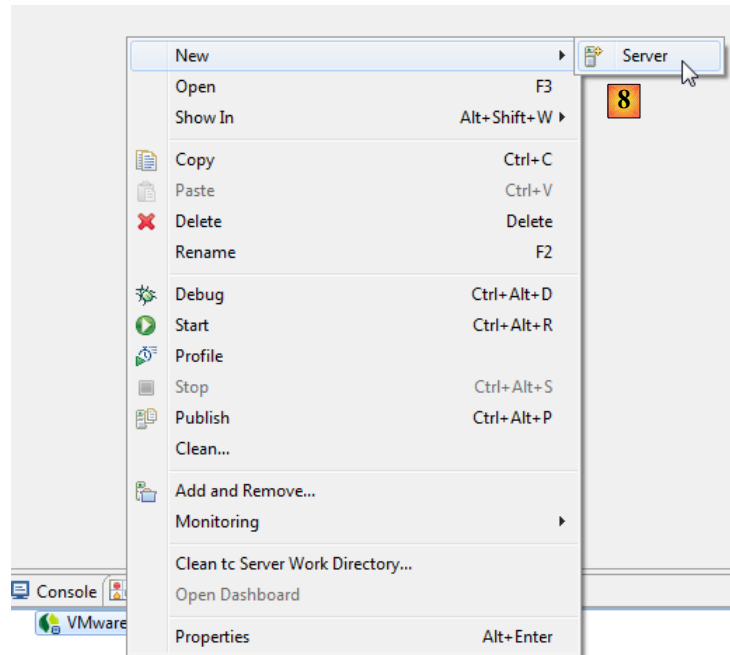 New Server
Open F3
8
Show In Alt+Shift+W
Copy Ctrl+C
Paste Ctrl+V
Delete Delete
Rename F2
Debug Ctrl+Alt+D
Start Ctrl+Alt+R
Profile
Stop Ctrl+Alt+S
Publish Ctrl+Alt+P
Clean...
Add and Remove...
Monitoring
Clean tc Server Work Directory...
Console
Open Dashboard
VMware
Properties Alt+Enter